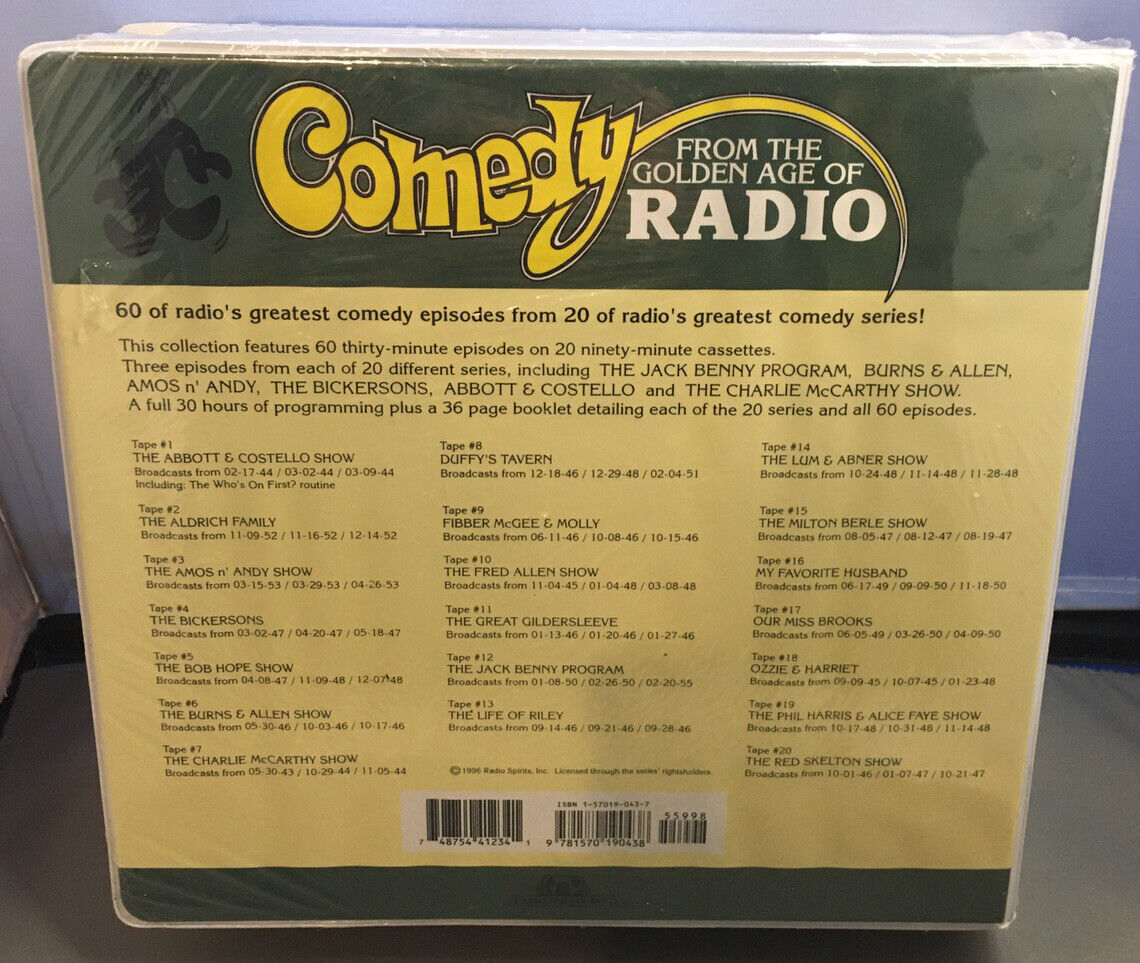 Comedy
FROM THE
GOLDEN AGE OF
RADIO
60 of radio's greatest comedy episodes from 20 of radio's greatest comedy series!
This collection features 60 thirty-minute episodes on 20 ninety-minute cassettes.
Three episodes from each of 20 different series, including THE JACK BENNY PROGRAM, BURNS & ALLEN,
AMOS n' ANDY, THE BICKERSONS, ABBOTT & COSTELLO and THE CHARLIE McCARTHY SHOW.
A full 30 hours of programming plus a 36 page booklet detailing each of the 20 series and all 60 episodes.
Tape #1
THE ABBOTT & COSTELLO SHOW
Broadcasts from 02-17-44 / 03-02-44 / 03-09-44
Including: The Who's On First? routine
Tape #2
THE ALDRICH FAMILY
Broadcasts from 11-09-52 / 11-16-52 / 12-14-52
Tape #3
THE AMOS n' ANDY SHOW
Broadcasts from 03-15-53 / 03-29-53 / 04-26-53
Tape #4
THE BICKERSONS
Broadcasts from 03-02-47 / 04-20-47 / 05-18-47
Tape #5
THE BOB HOPE SHOW
Broadcasts from 04-08-47 / 11-09-48 / 12-07-48
Tape #6
THE BURNS & ALLEN SHOW
Broadcasts from 05-30-46 / 10-03-46 / 10-17-46
Tape #7
THE CHARLIE McCARTHY SHOW
Broadcasts from 05-30-43 / 10-29-44 / 11-05-44
Tape #8
DUFFY'S TAVERN
Broadcasts from 12-18-46 / 12-29-48 / 02-04-51
Tape #9
FIBBER McGEE & MOLLY
Broadcasts from 06-11-46 / 10-08-46 / 10-15-46
Tape #10
THE FRED ALLEN SHOW
Broadcasts from 11-04-45 / 01-04-48 / 03-08-48
Tape #11
THE GREAT GILDERSLEEVE
Broadcasts from 01-13-46 / 01-20-46 / 01-27-46
Tape #12
THE JACK BENNY PROGRAM
Broadcasts from 01-08-50 / 02-26-50 / 02-20-55
Tape #13
THE LIFE OF RILEY
Broadcasts from 09-14-46 / 09-21-46 / 09-28-46
©1996 Radio Spirits, Inc. Licensed through the series' rightsholders.
Tape #14
THE LUM & ABNER SHOW
Broadcasts from 10-24-48 / 11-14-48 / 11-28-48
Tape #15
THE MILTON BERLE SHOW
Broadcasts from 08-05-47 / 08-12-47 / 08-19-47
Tape #16
MY FAVORITE HUSBAND
Broadcasts from 06-17-49 / 09-09-50 / 11-18-50
Tape #17
OUR MISS BROOKS
Broadcasts from 06-05-49 / 03-26-50 / 04-09-50
Tape #18
OZZIE & HARRIET
Broadcasts from 09-09-45 / 10-07-45 / 01-23-48
Tape #19
THE PHIL HARRIS & ALICE FAYE SHOW
Broadcasts from 10-17-48 / 10-31-48 / 11-14-48
Tape #20
THE RED SKELTON SHOW
Broadcasts from 10-01-46 / 01-07-47 / 10-21-47
ISBN 1-57019-043-7
55998
7 48754 41234 1
9 781570 190438